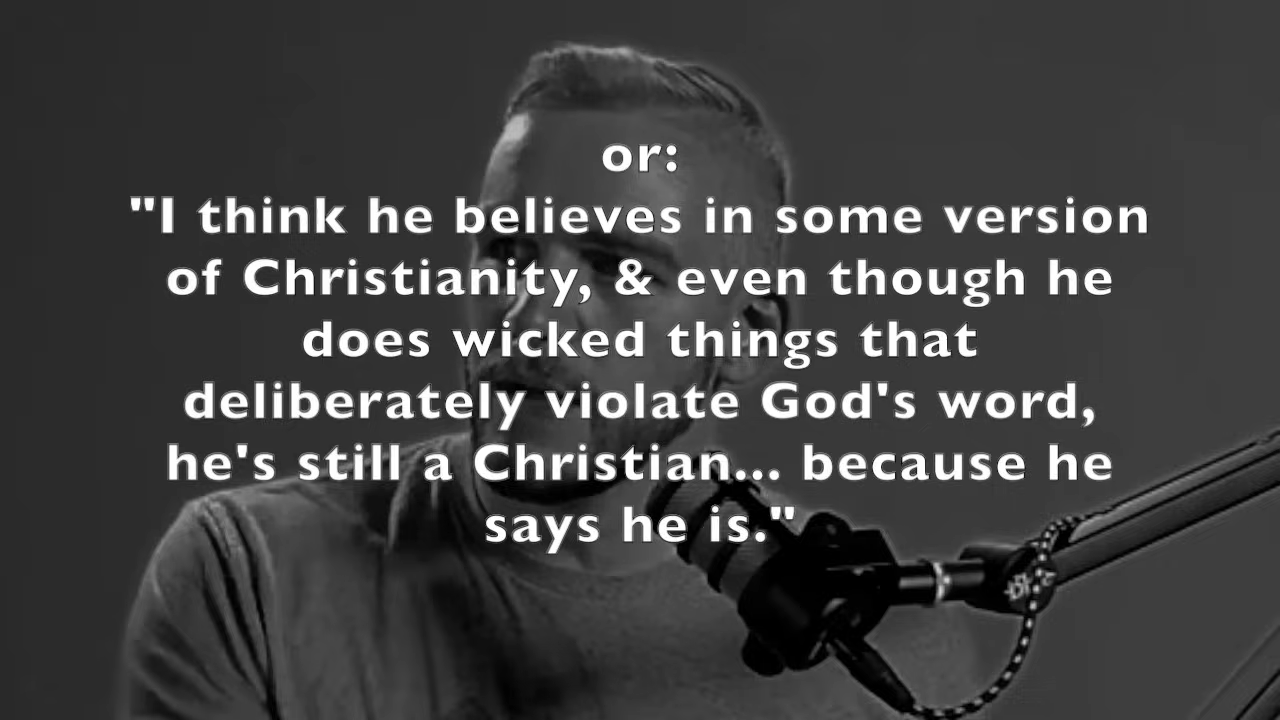 or:
"I think he believes in some version
of Christianity, & even though he
does wicked things that
deliberately violate God's word,
he's still a Christian... because he
says he is."